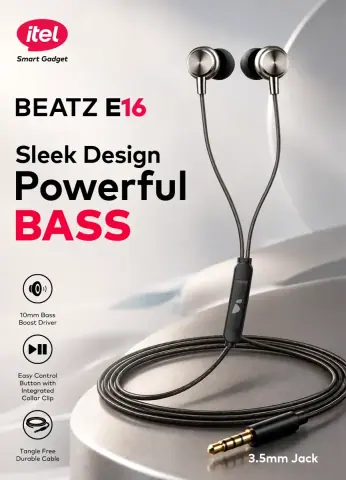 itel
Smart Gadget
BEATZ E16
Sleek Design
Powerful
BASS
10mm Bass
Boost Driver
Easy Control
Button with
Integrated
Collar Clip
Tangle Free
Durable Cable
3.5mm Jack